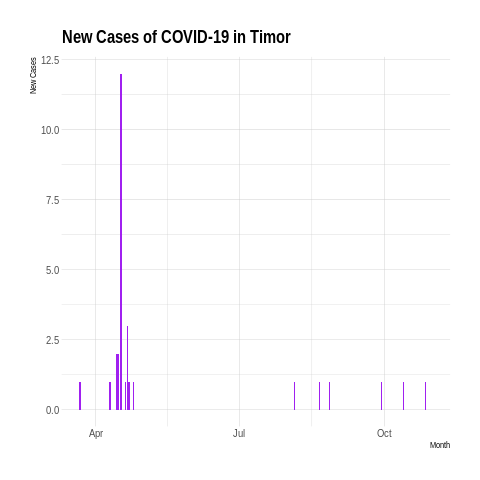 New Cases of COVID-19 in Timor
New Cases
12.5
10.0
7.5
5.0
2.5
0.0
Apr
Jul
Oct
Month